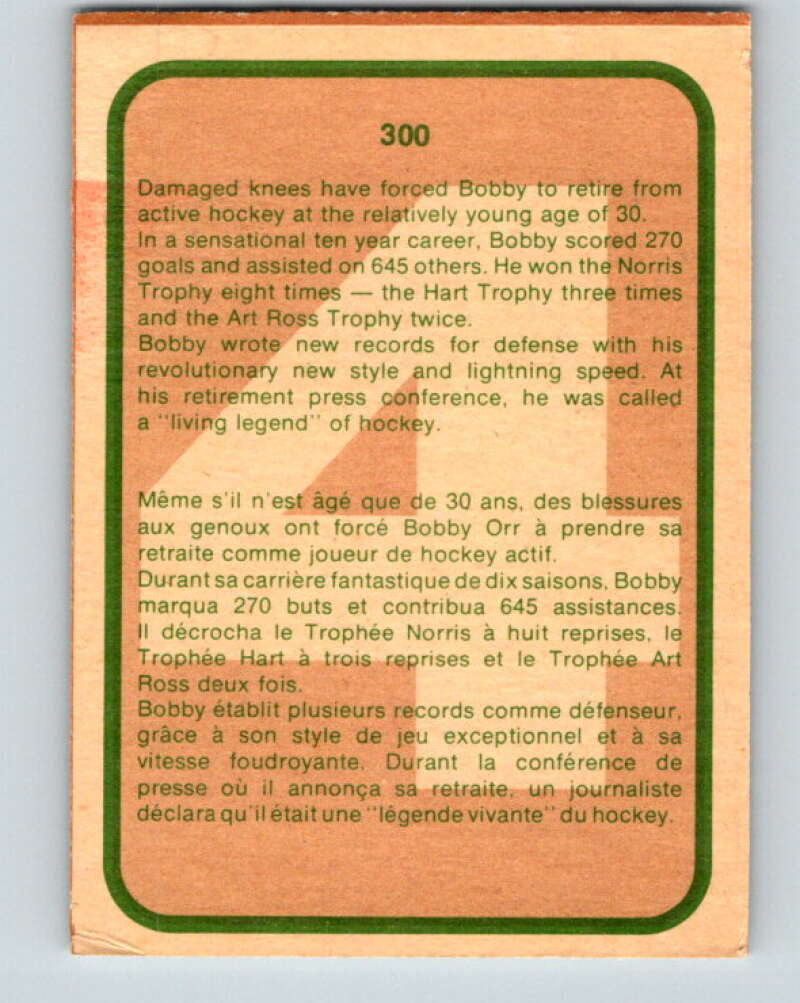 300
Damaged knees have forced Bobby to retire from
active hockey at the relatively young age of 30.
In a sensational ten year career, Bobby scored 270
goals and assisted on 645 others. He won the Norris
Trophy eight times — the Hart Trophy three times
and the Art Ross Trophy twice.
Bobby wrote new records for defense with his
revolutionary new style and lightning speed. At
his retirement press conference, he was called
a "living legend" of hockey.
Même s'il n'est âgé que de 30 ans, des blessures
aux genoux ont forcé Bobby Orr à prendre sa
retraite comme joueur de hockey actif.
Durant sa carrière fantastique de dix saisons, Bobby
marqua 270 buts et contribua 645 assistances.
Il décrocha le Trophée Norris à huit reprises, le
Trophée Hart à trois reprises et le Trophée Art
Ross deux fois.
Bobby établit plusieurs records comme défenseur,
grâce à son style de jeu exceptionnel et à sa
vitesse foudroyante. Durant la conférence de
presse où il annonça sa retraite, un journaliste
déclara qu'il était une "légende vivante" du hockey.
4